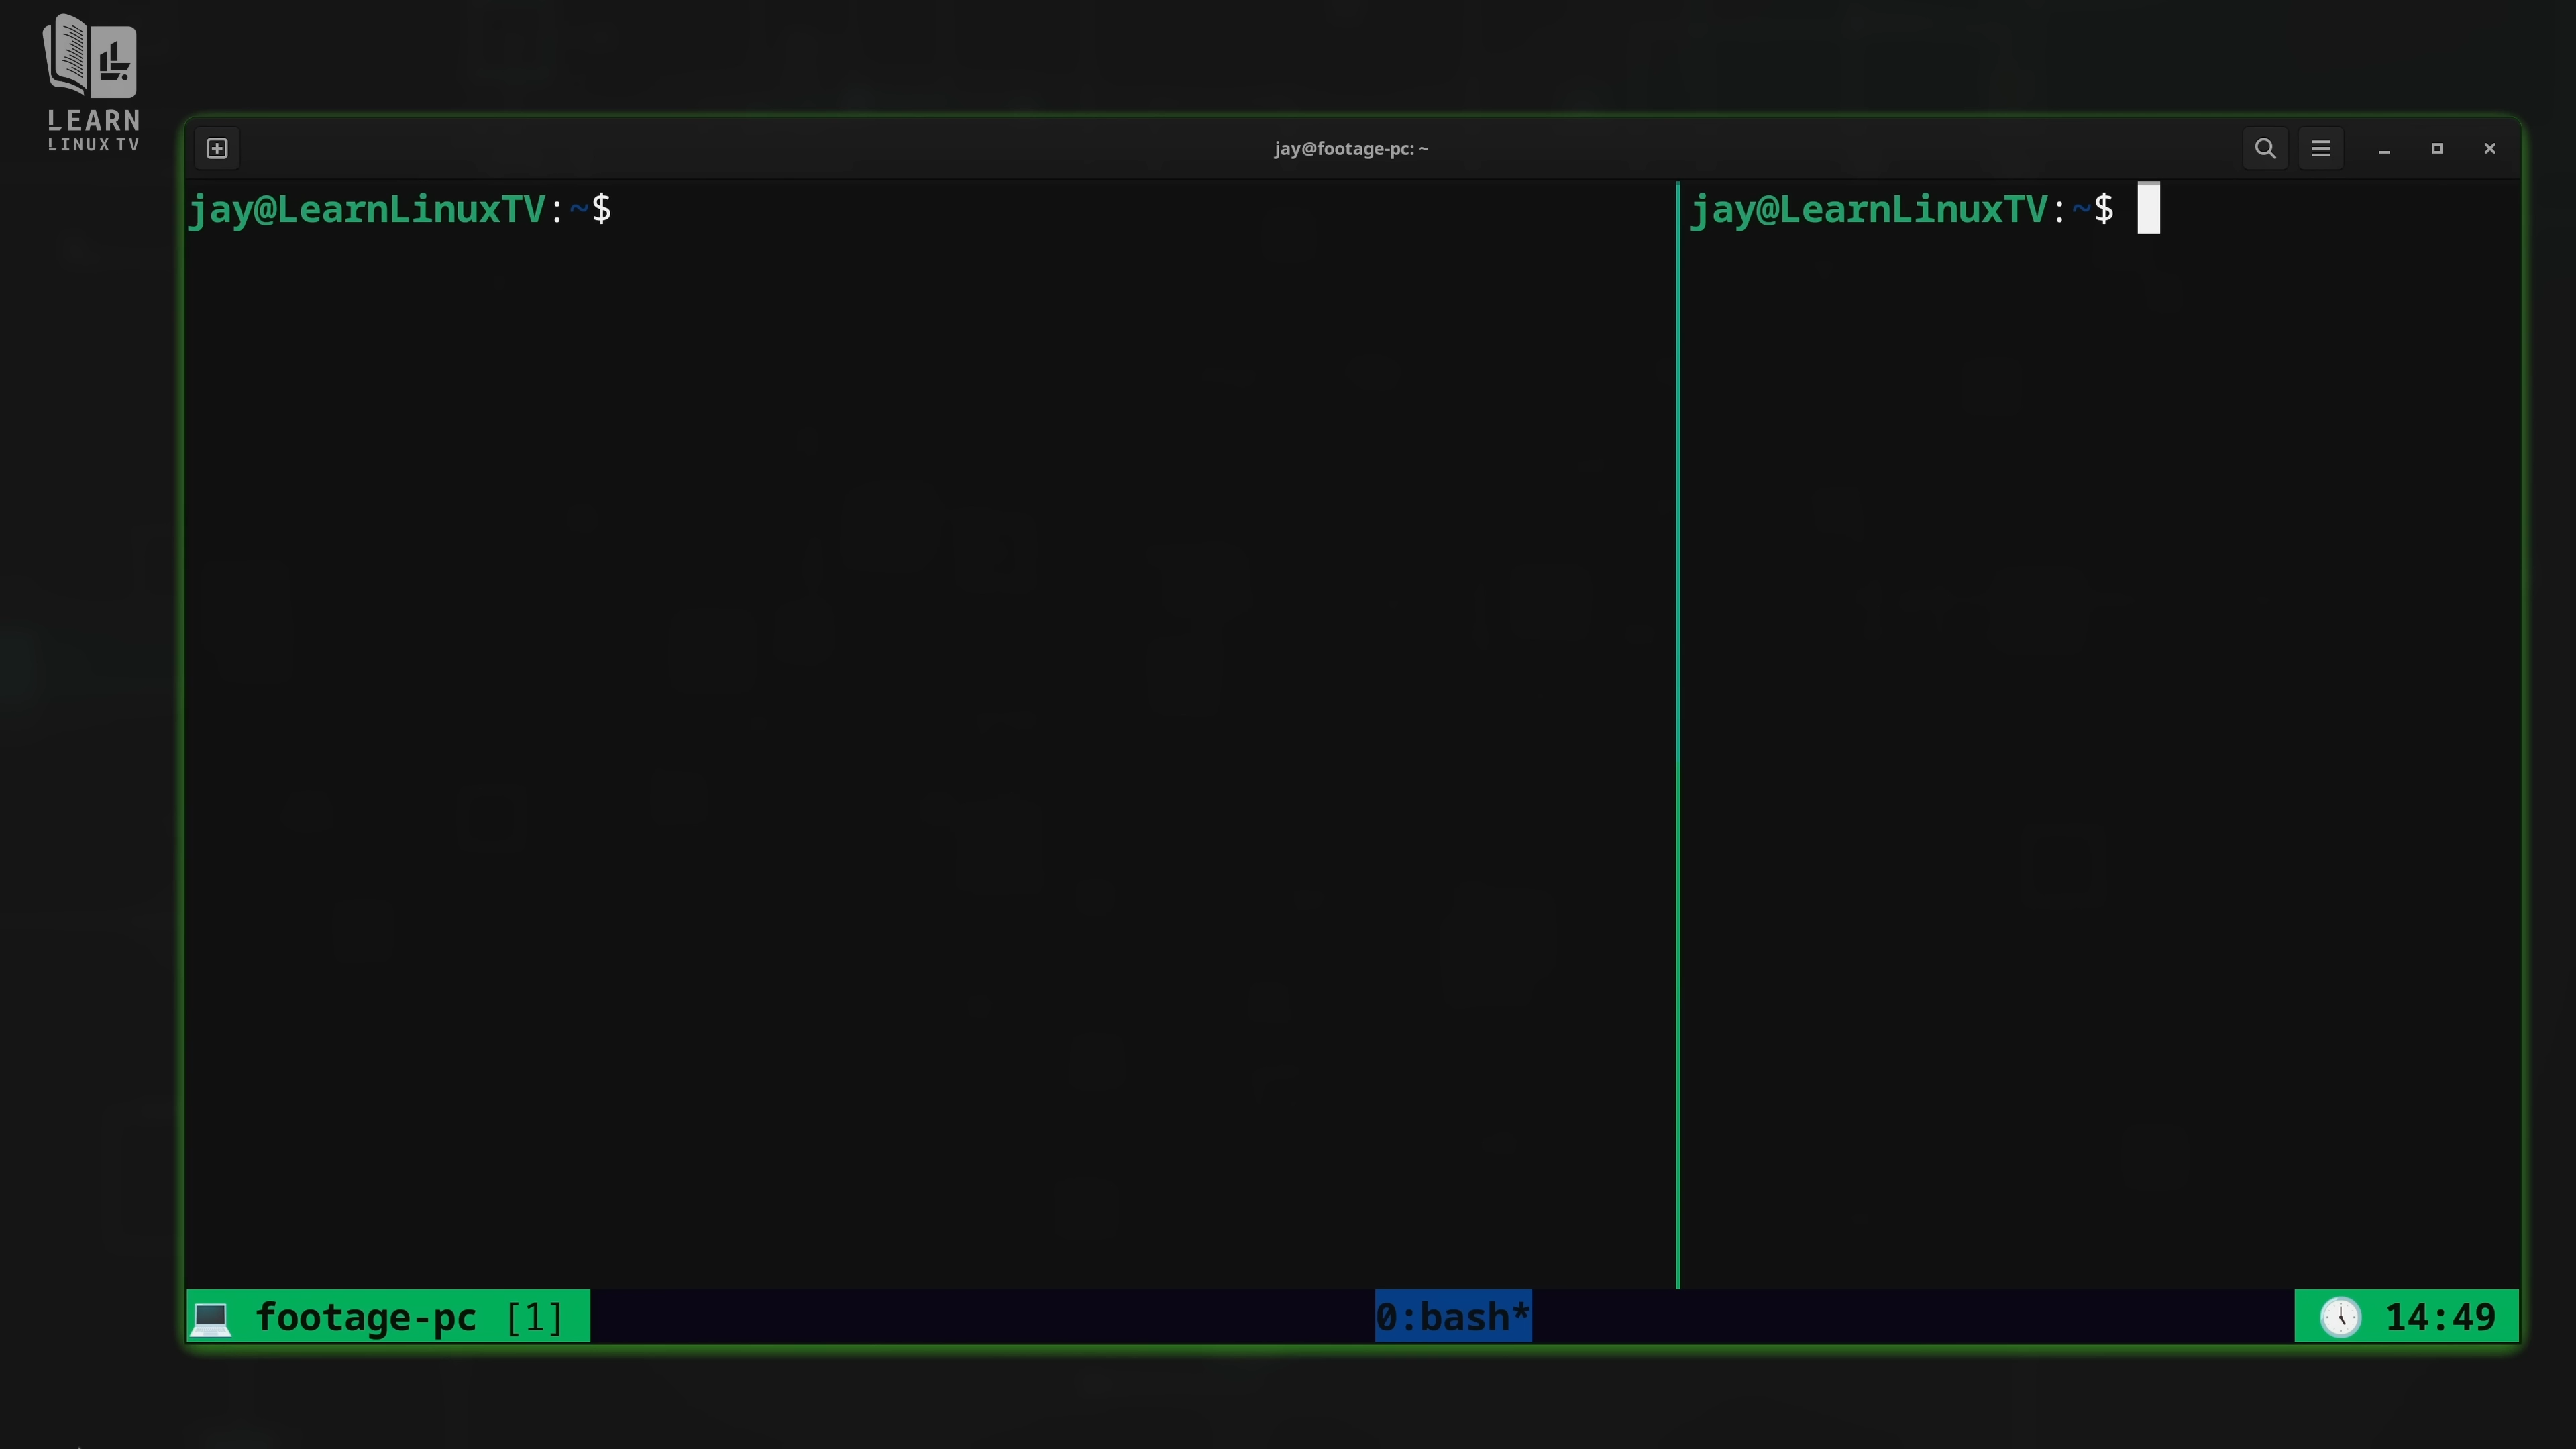 LEARN
LINUX TV
jay@footage-pc: ~
jay@LearnLinuxTV:~$
jay@LearnLinuxTV:~$
💻 footage-pc [1]
0:bash*
🕔 14:49